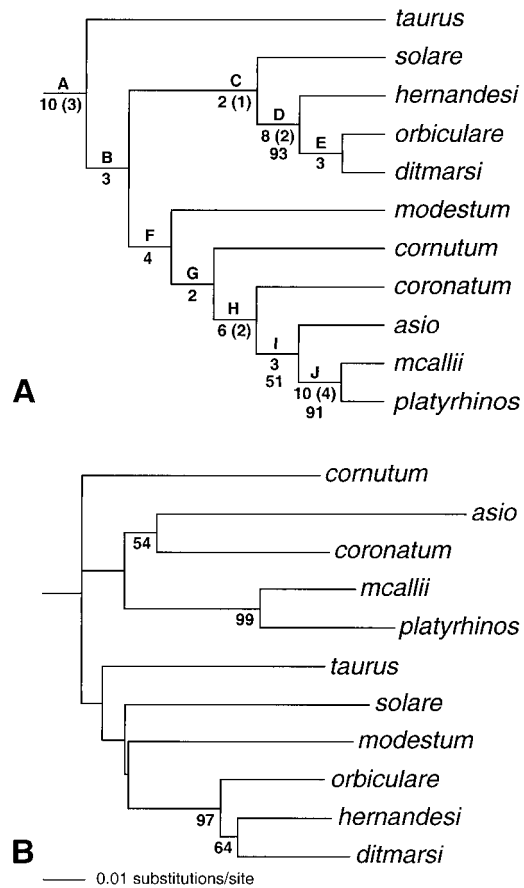 taurus
A
10 (3)
solare
C
2 (1)
hernandesi
D
8 (2)
93
orbiculare
E
3
ditmarsi
B
3
modestum
F
4
cornutum
G
2
coronatum
H
6 (2)
asio
I
3
51
mcallii
J
10 (4)
91
platyrhinos
A
cornutum
asio
54
coronatum
mcallii
99
platyrhinos
taurus
solare
modestum
orbiculare
97
hernandesi
64
ditmarsi
B
0.01 substitutions/site